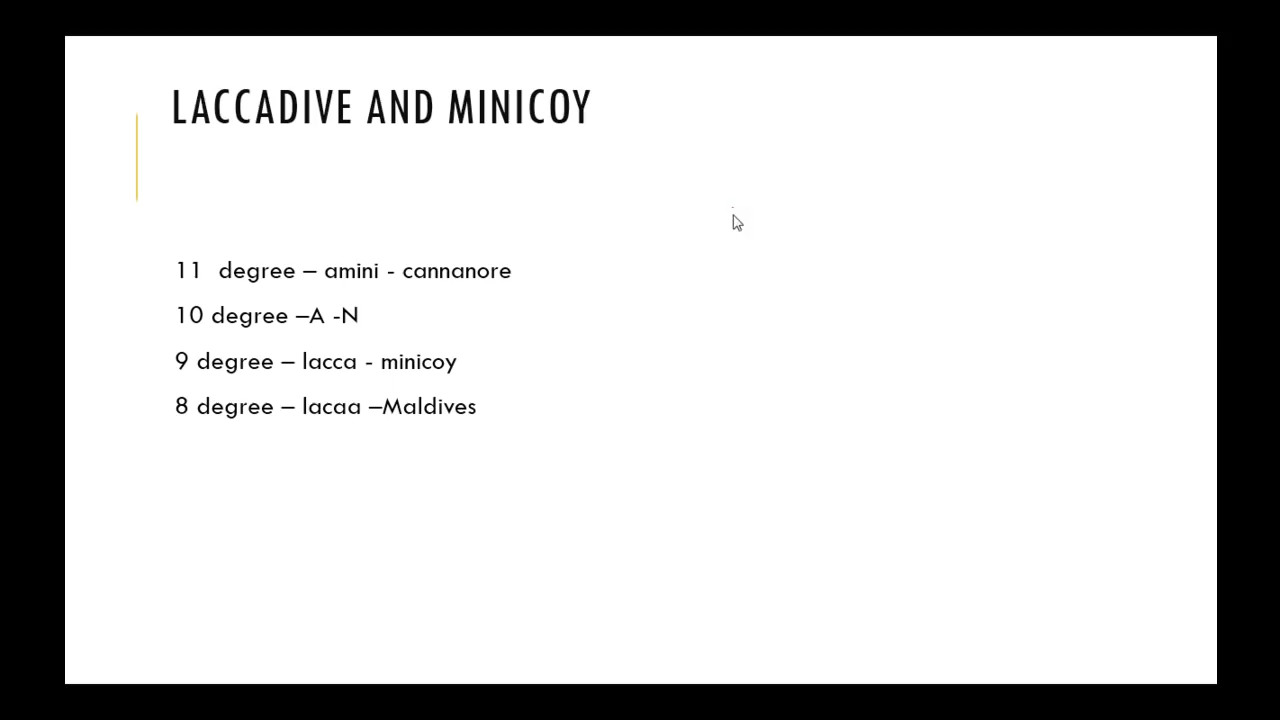 LACCADIVE AND MINICOY
11 degree – amini - cannanore
10 degree –A -N
9 degree – lacca - minicoy
8 degree – lacaa –Maldives